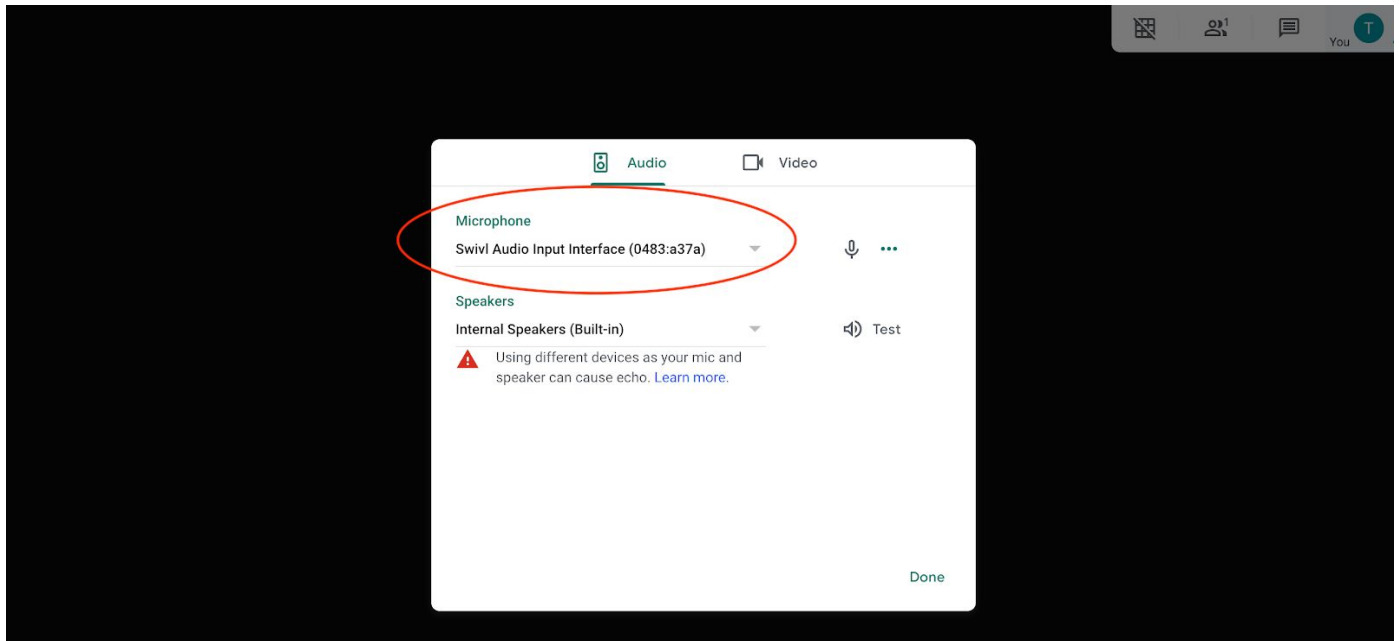 1
You T
Audio Video
Microphone
Swivl Audio Input Interface (0483:a37a)
Speakers
Internal Speakers (Built-in) Test
Using different devices as your mic and
speaker can cause echo. Learn more.
Done